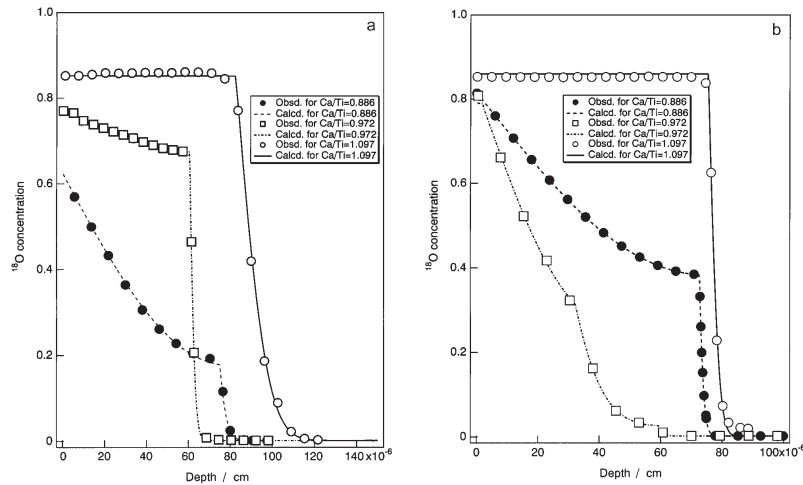 a
1.0
0.8
0.6
0.4
0.2
0
¹⁸O concentration
Obsd. for Ca/Ti=0.886
Calcd. for Ca/Ti=0.886
Obsd. for Ca/Ti=0.972
Calcd. for Ca/Ti=0.972
Obsd. for Ca/Ti=1.097
Calcd. for Ca/Ti=1.097
0 20 40 60 80 100 120 140x10⁻⁶
Depth / cm
b
1.0
0.8
0.6
0.4
0.2
0
¹⁸O concentration
Obsd. for Ca/Ti=0.886
Calcd. for Ca/Ti=0.886
Obsd. for Ca/Ti=0.972
Calcd. for Ca/Ti=0.972
Obsd. for Ca/Ti=1.097
Calcd. for Ca/Ti=1.097
0 20 40 60 80 100x10⁻⁶
Depth / cm